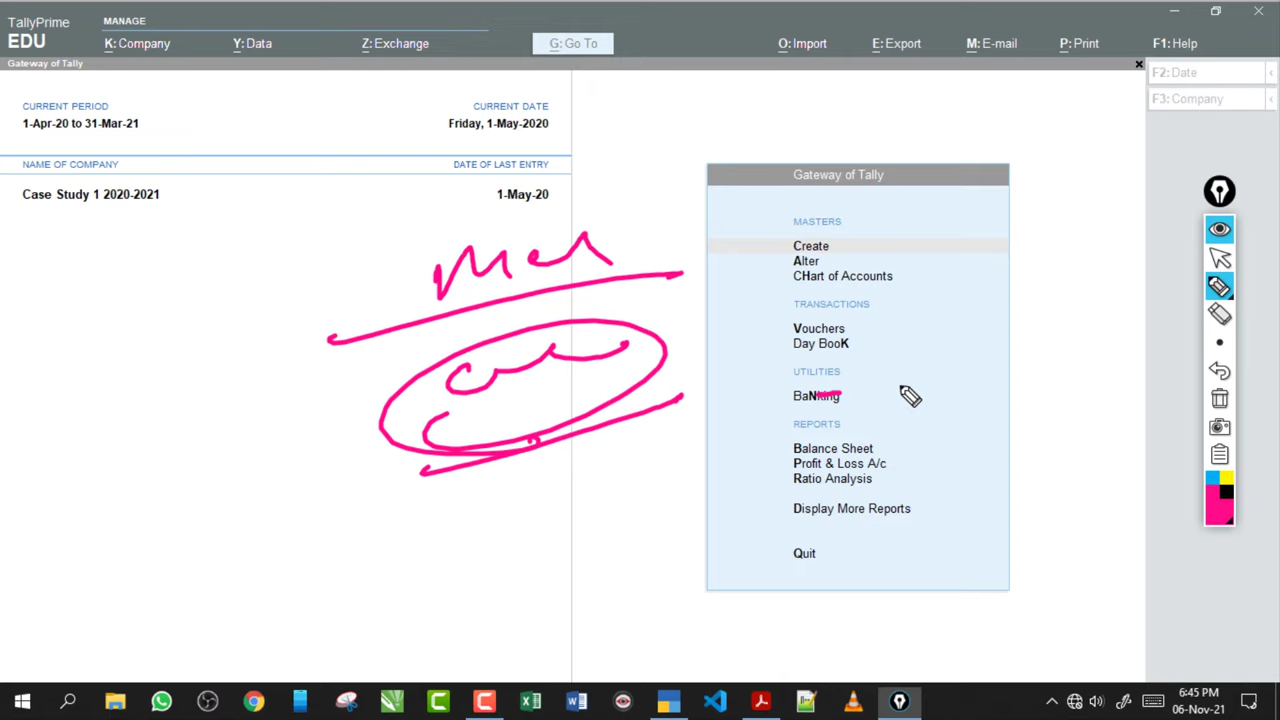 TallyPrime
EDU
MANAGE
K: Company
Y: Data
Z: Exchange
G: Go To
O: Import
E: Export
M: E-mail
P: Print
F1: Help
Gateway of Tally
F2: Date
F3: Company
CURRENT PERIOD
CURRENT DATE
1-Apr-20 to 31-Mar-21
Friday, 1-May-2020
NAME OF COMPANY
DATE OF LAST ENTRY
Case Study 1 2020-2021
1-May-20
Gateway of Tally
MASTERS
Create
Alter
CHart of Accounts
TRANSACTIONS
Vouchers
Day BooK
UTILITIES
BaNking
REPORTS
Balance Sheet
Profit & Loss A/c
Ratio Analysis
Display More Reports
Quit
6:45 PM
06-Nov-21